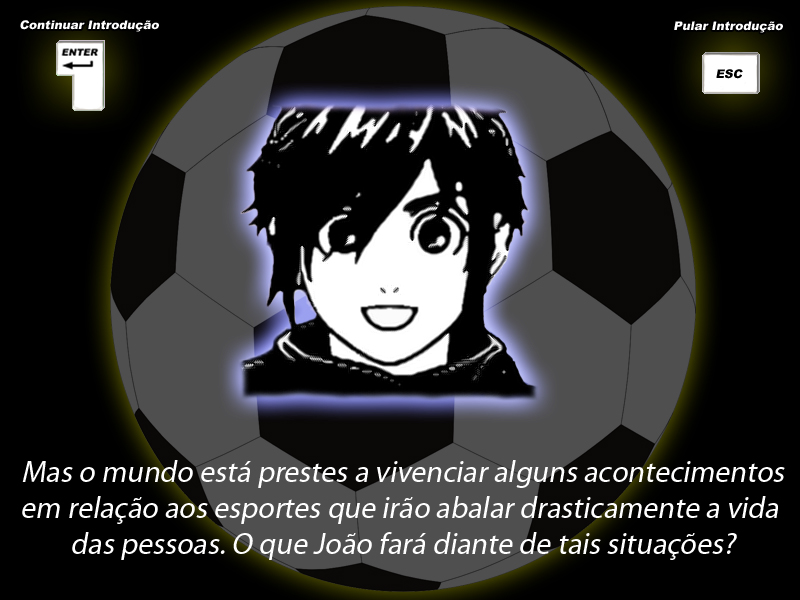 Continuar Introdução
Pular Introdução
ENTER
ESC
Mas o mundo está prestes a vivenciar alguns acontecimentos
em relação aos esportes que irão abalar drasticamente a vida
das pessoas. O que João fará diante de tais situações?